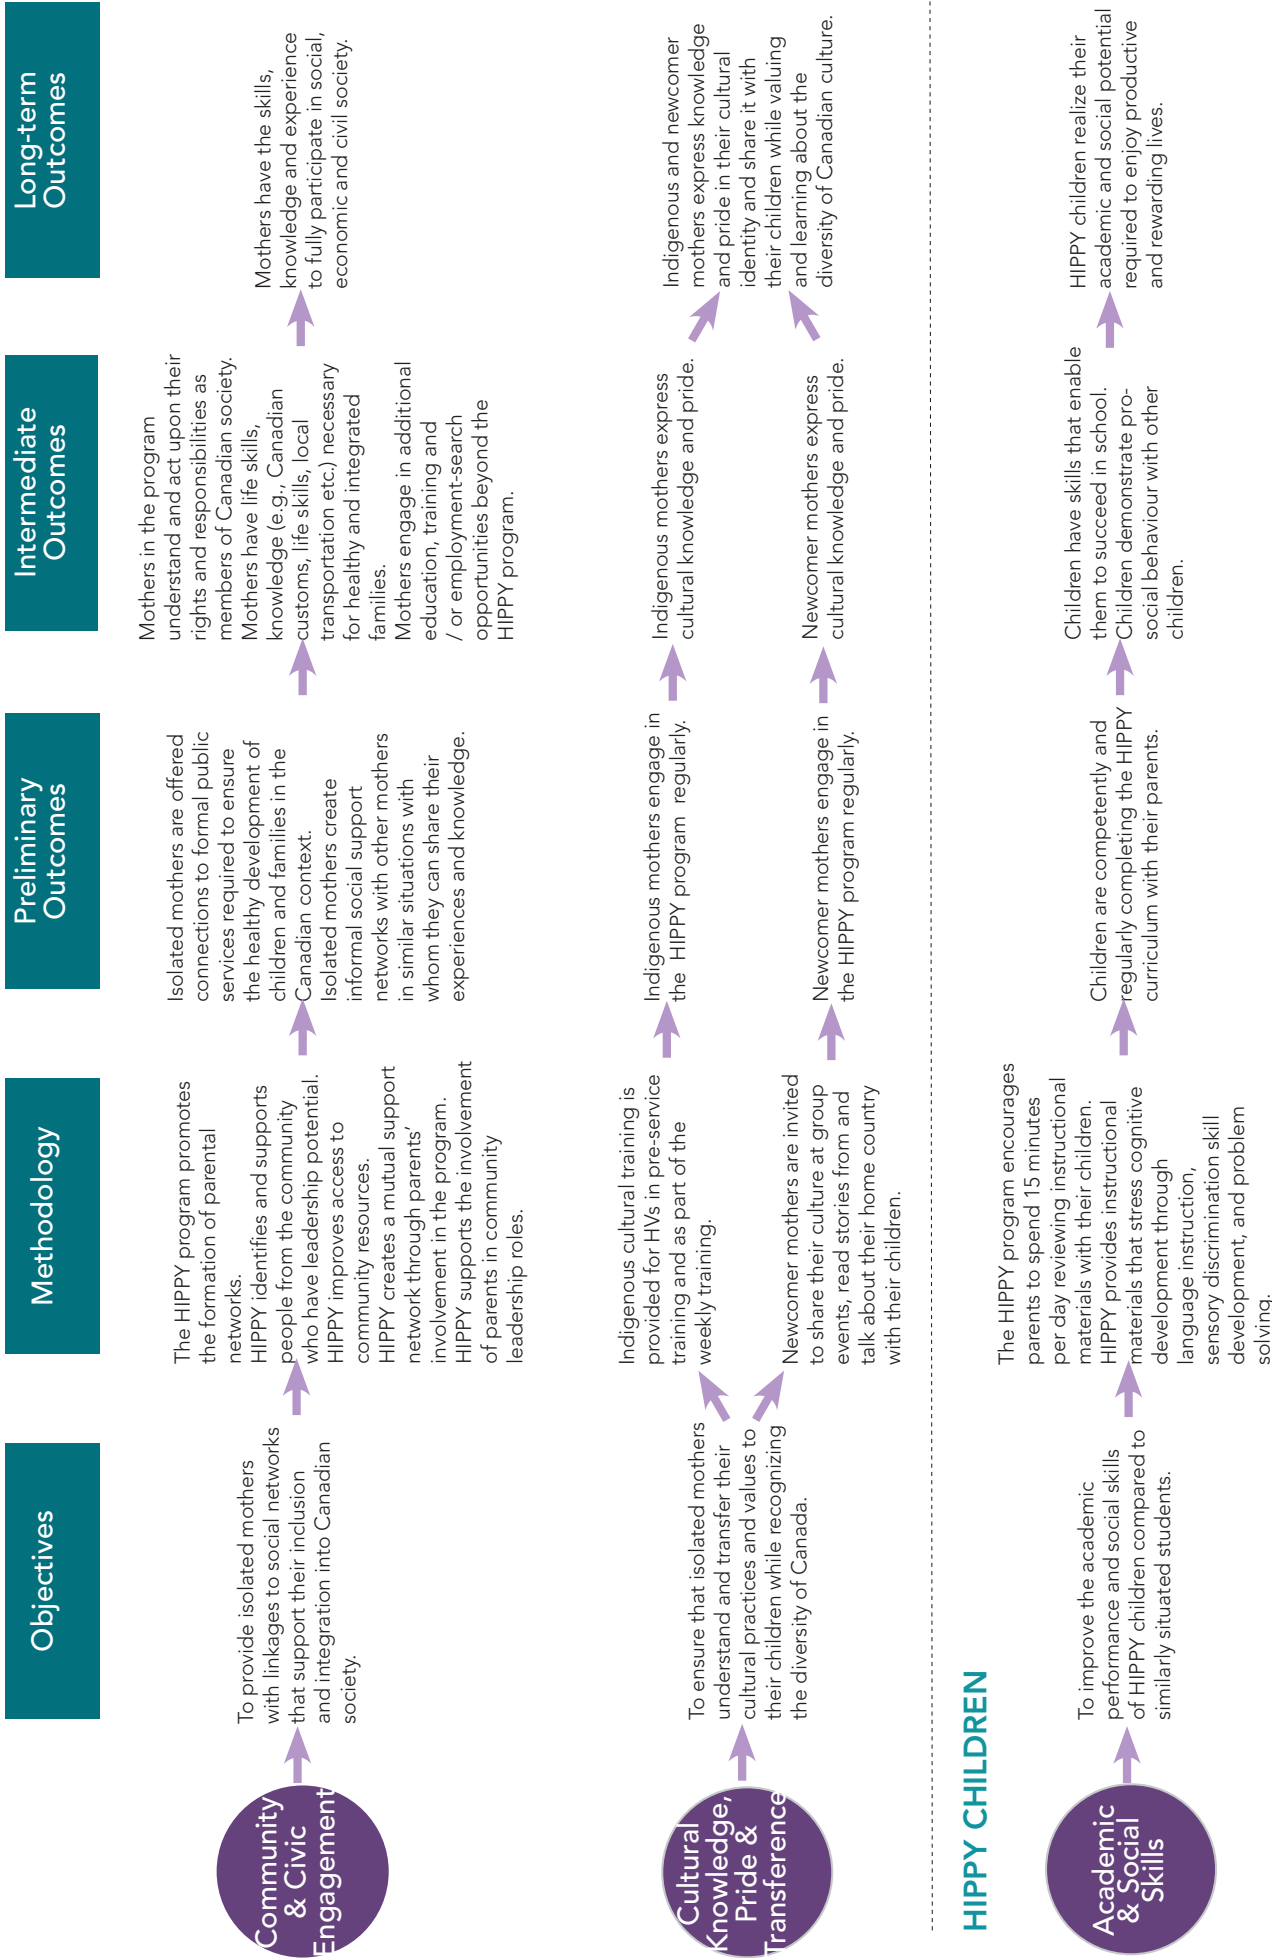 Objectives
Methodology
Preliminary
Outcomes
Intermediate
Outcomes
Long-term
Outcomes
Community
& Civic
Engagement
To provide isolated mothers
with linkages to social networks
that support their inclusion
and integration into Canadian
society.
The HIPPY program promotes
the formation of parental
networks.
HIPPY identifies and supports
people from the community
who have leadership potential.
HIPPY improves access to
community resources.
HIPPY creates a mutual support
network through parents’
involvement in the program.
HIPPY supports the involvement
of parents in community
leadership roles.
Isolated mothers are offered
connections to formal public
services required to ensure
the healthy development of
children and families in the
Canadian context.
Isolated mothers create
informal social support
networks with other mothers
in similar situations with
whom they can share their
experiences and knowledge.
Mothers in the program
understand and act upon their
rights and responsibilities as
members of Canadian society.
Mothers have life skills,
knowledge (e.g., Canadian
customs, life skills, local
transportation etc.) necessary
for healthy and integrated
families.
Mothers engage in additional
education, training and
/ or employment-search
opportunities beyond the
HIPPY program.
Mothers have the skills,
knowledge and experience
to fully participate in social,
economic and civil society.
Cultural
Knowledge,
Pride &
Transference
To ensure that isolated mothers
understand and transfer their
cultural practices and values to
their children while recognizing
the diversity of Canada.
Indigenous cultural training is
provided for HVs in pre-service
training and as part of the
weekly training.
Newcomer mothers are invited
to share their culture at group
events, read stories from and
talk about their home country
with their children.
Indigenous mothers engage in
the HIPPY program regularly.
Newcomer mothers engage in
the HIPPY program regularly.
Indigenous mothers express
cultural knowledge and pride.
Newcomer mothers express
cultural knowledge and pride.
Indigenous and newcomer
mothers express knowledge
and pride in their cultural
identity and share it with
their children while valuing
and learning about the
diversity of Canadian culture.
HIPPY CHILDREN
Academic
& Social
Skills
To improve the academic
performance and social skills
of HIPPY children compared to
similarly situated students.
The HIPPY program encourages
parents to spend 15 minutes
per day reviewing instructional
materials with their children.
HIPPY provides instructional
materials that stress cognitive
development through
language instruction,
sensory discrimination skill
development, and problem
solving.
Children are competently and
regularly completing the HIPPY
curriculum with their parents.
Children have skills that enable
them to succeed in school.
Children demonstrate pro-
social behaviour with other
children.
HIPPY children realize their
academic and social potential
required to enjoy productive
and rewarding lives.